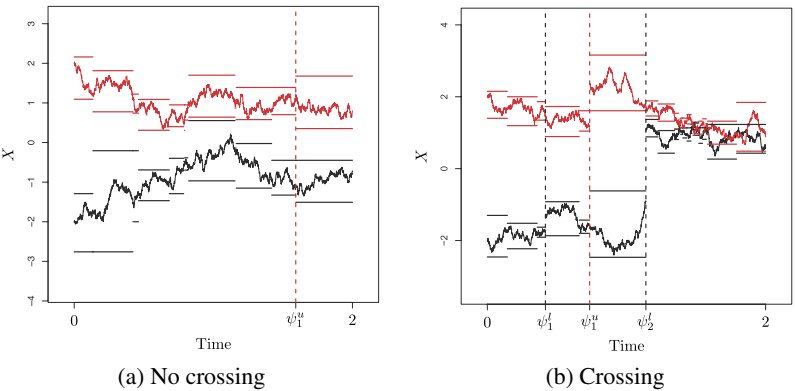 3
2
1
0
−1
−2
−3
−4
X
0
ψ₁ᵘ
2
Time
(a) No crossing
4
2
0
−2
X
0
ψ₁ˡ
ψ₁ᵘ
ψ₂ˡ
2
Time
(b) Crossing